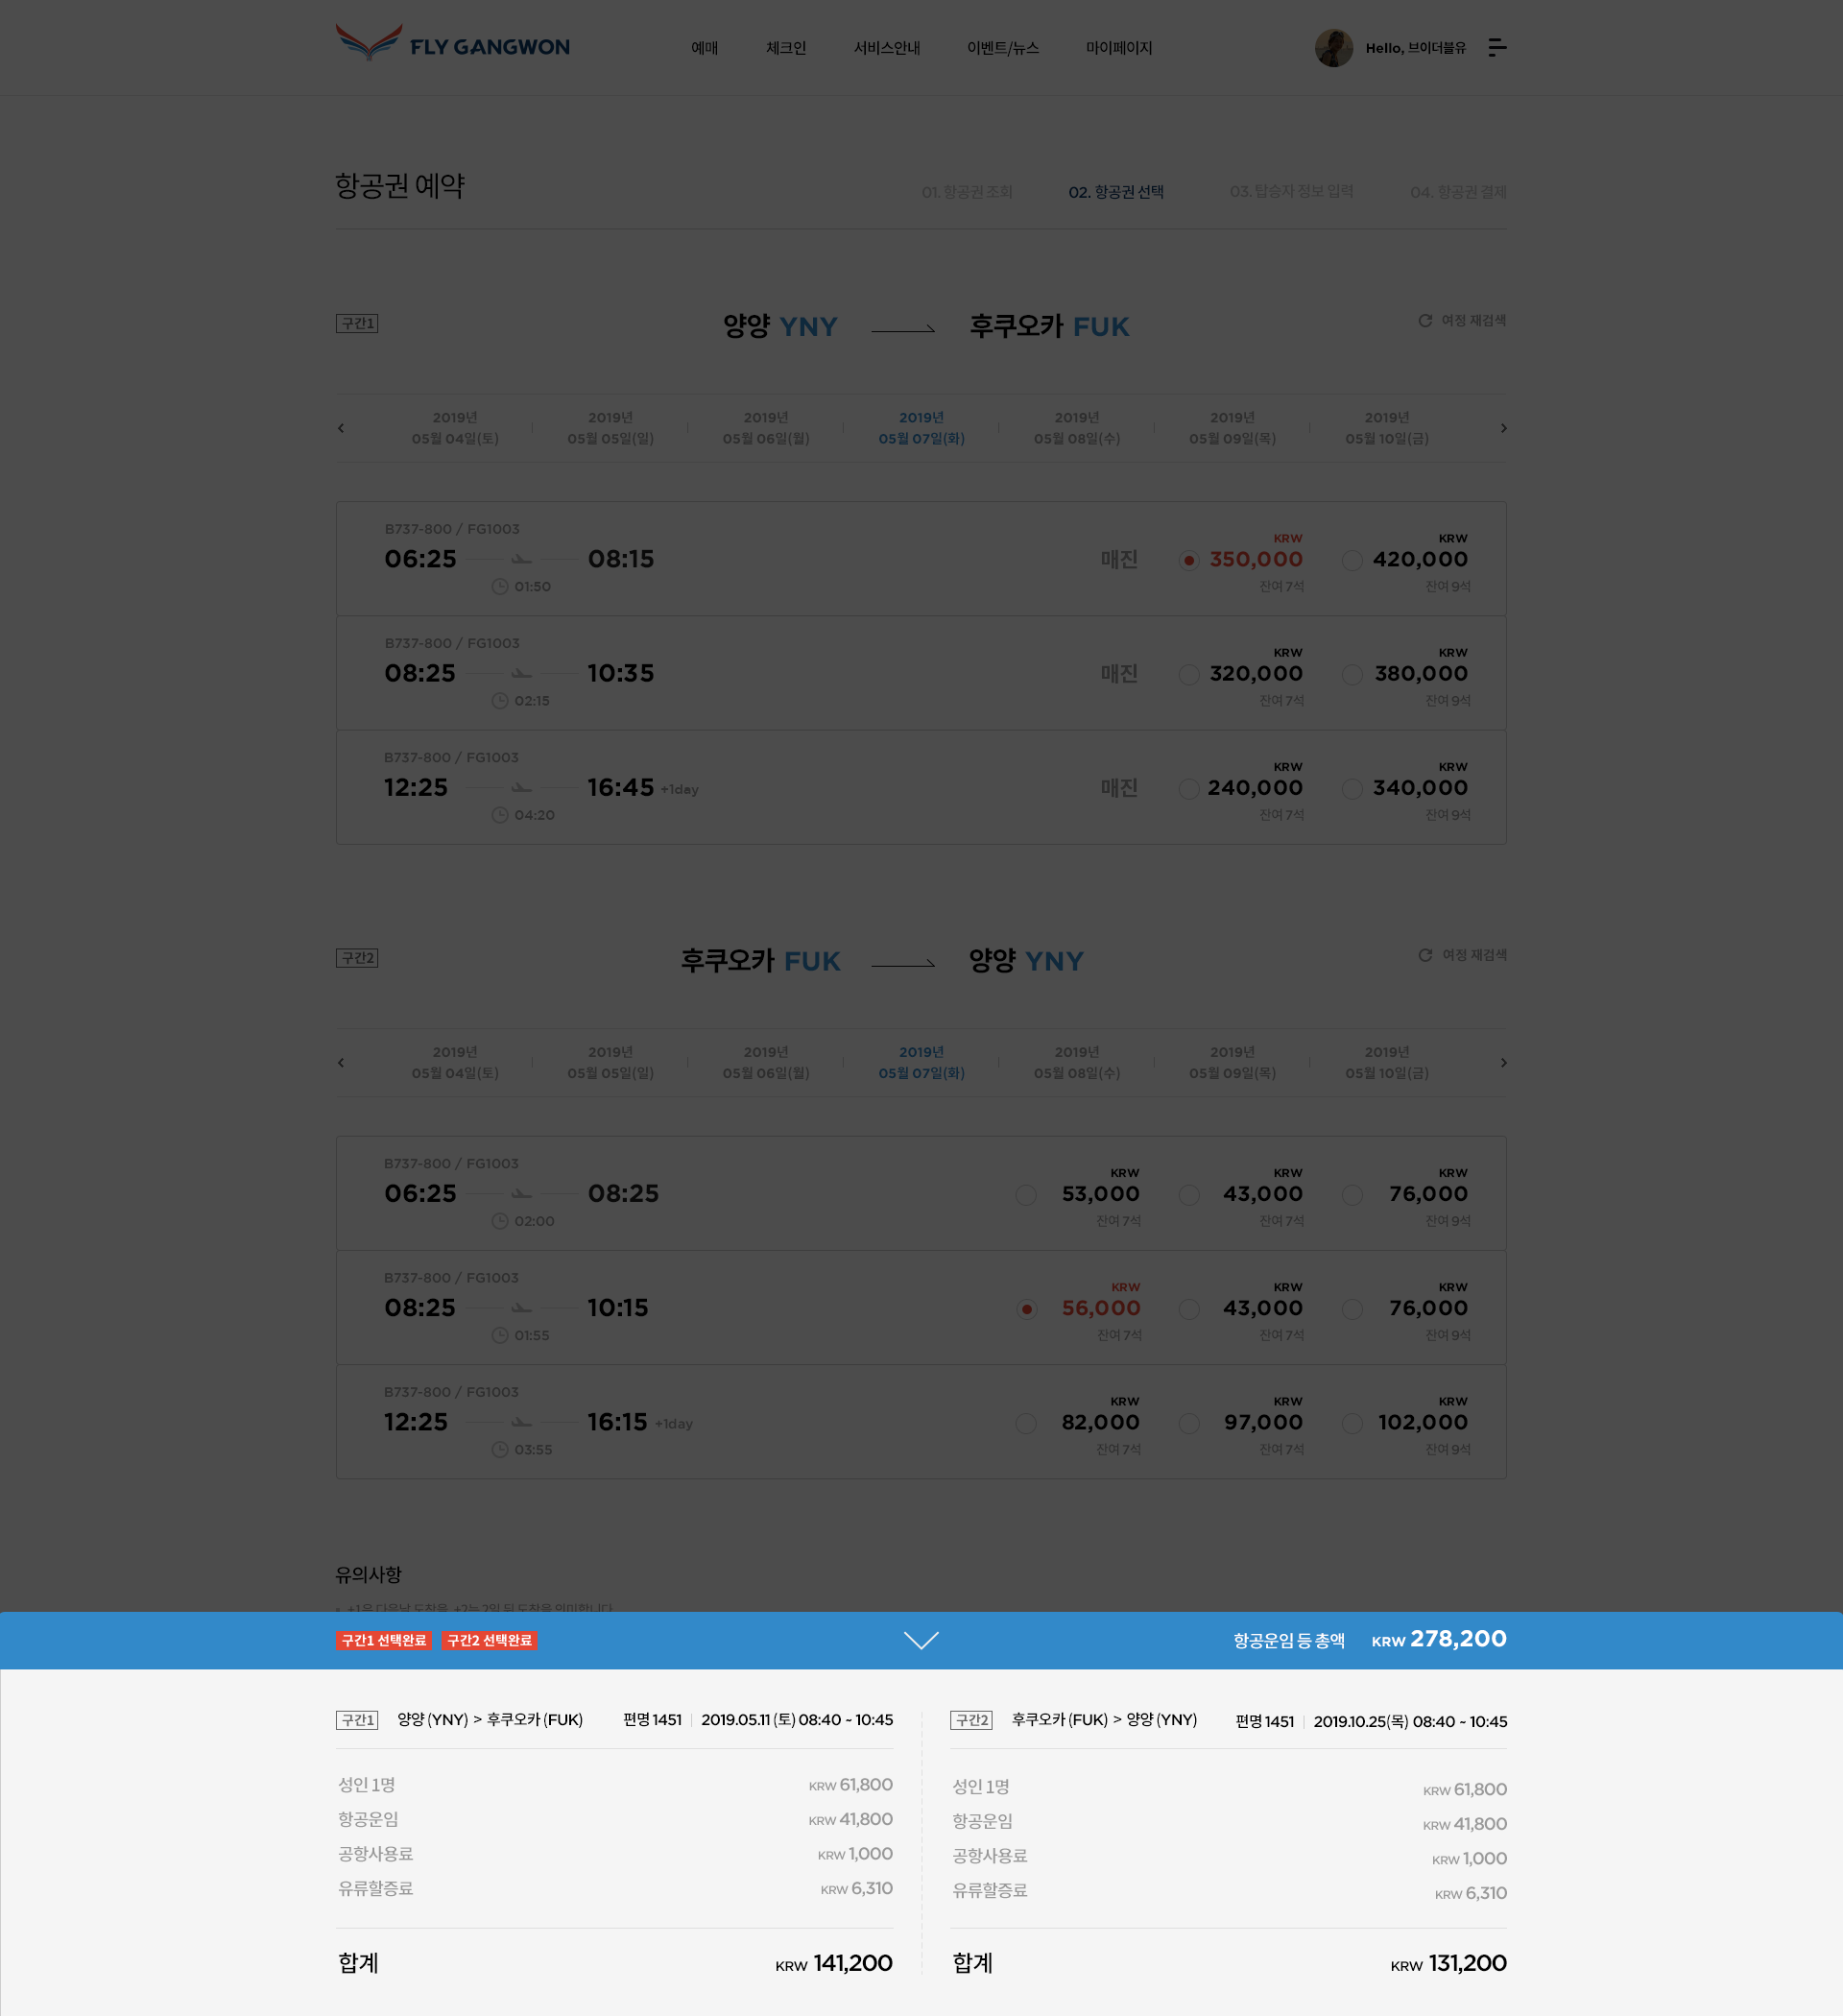 FLY GANGWON
예매 체크인 서비스안내 이벤트/뉴스 마이페이지
Hello, 브이더블유
항공권 예약
01. 항공권 조회 02. 항공권 선택 03. 탑승자 정보 입력 04. 항공권 결제
구간1
양양 YNY 후쿠오카 FUK
여정 재검색
2019년 2019년 2019년 2019년 2019년 2019년 2019년
05월 04일(토) 05월 05일(일) 05월 06일(월) 05월 07일(화) 05월 08일(수) 05월 09일(목) 05월 10일(금)
B737-800 / FG1003
KRW KRW
06:25 08:15 매진 350,000 420,000
01:50 잔여 7석 잔여 9석
B737-800 / FG1003
KRW KRW
08:25 10:35 매진 320,000 380,000
02:15 잔여 7석 잔여 9석
B737-800 / FG1003
KRW KRW
12:25 16:45 +1day 매진 240,000 340,000
04:20 잔여 7석 잔여 9석
구간2
후쿠오카 FUK 양양 YNY
여정 재검색
2019년 2019년 2019년 2019년 2019년 2019년 2019년
05월 04일(토) 05월 05일(일) 05월 06일(월) 05월 07일(화) 05월 08일(수) 05월 09일(목) 05월 10일(금)
B737-800 / FG1003
KRW KRW KRW
06:25 08:25 53,000 43,000 76,000
02:00 잔여 7석 잔여 7석 잔여 9석
B737-800 / FG1003
KRW KRW KRW
08:25 10:15 56,000 43,000 76,000
01:55 잔여 7석 잔여 7석 잔여 9석
B737-800 / FG1003
KRW KRW KRW
12:25 16:15 +1day 82,000 97,000 102,000
03:55 잔여 7석 잔여 7석 잔여 9석
유의사항
+1은 다음날 도착을, +2는 2일 뒤 도착을 의미합니다
구간1 선택완료 구간2 선택완료 항공운임 등 총액 KRW 278,200
구간1 양양 (YNY) > 후쿠오카 (FUK) 편명 1451 2019.05.11 (토) 08:40 ~ 10:45
성인 1명 KRW 61,800
항공운임 KRW 41,800
공항사용료 KRW 1,000
유류할증료 KRW 6,310
합계 KRW 141,200
구간2 후쿠오카 (FUK) > 양양 (YNY) 편명 1451 2019.10.25(목) 08:40 ~ 10:45
성인 1명 KRW 61,800
항공운임 KRW 41,800
공항사용료 KRW 1,000
유류할증료 KRW 6,310
합계 KRW 131,200